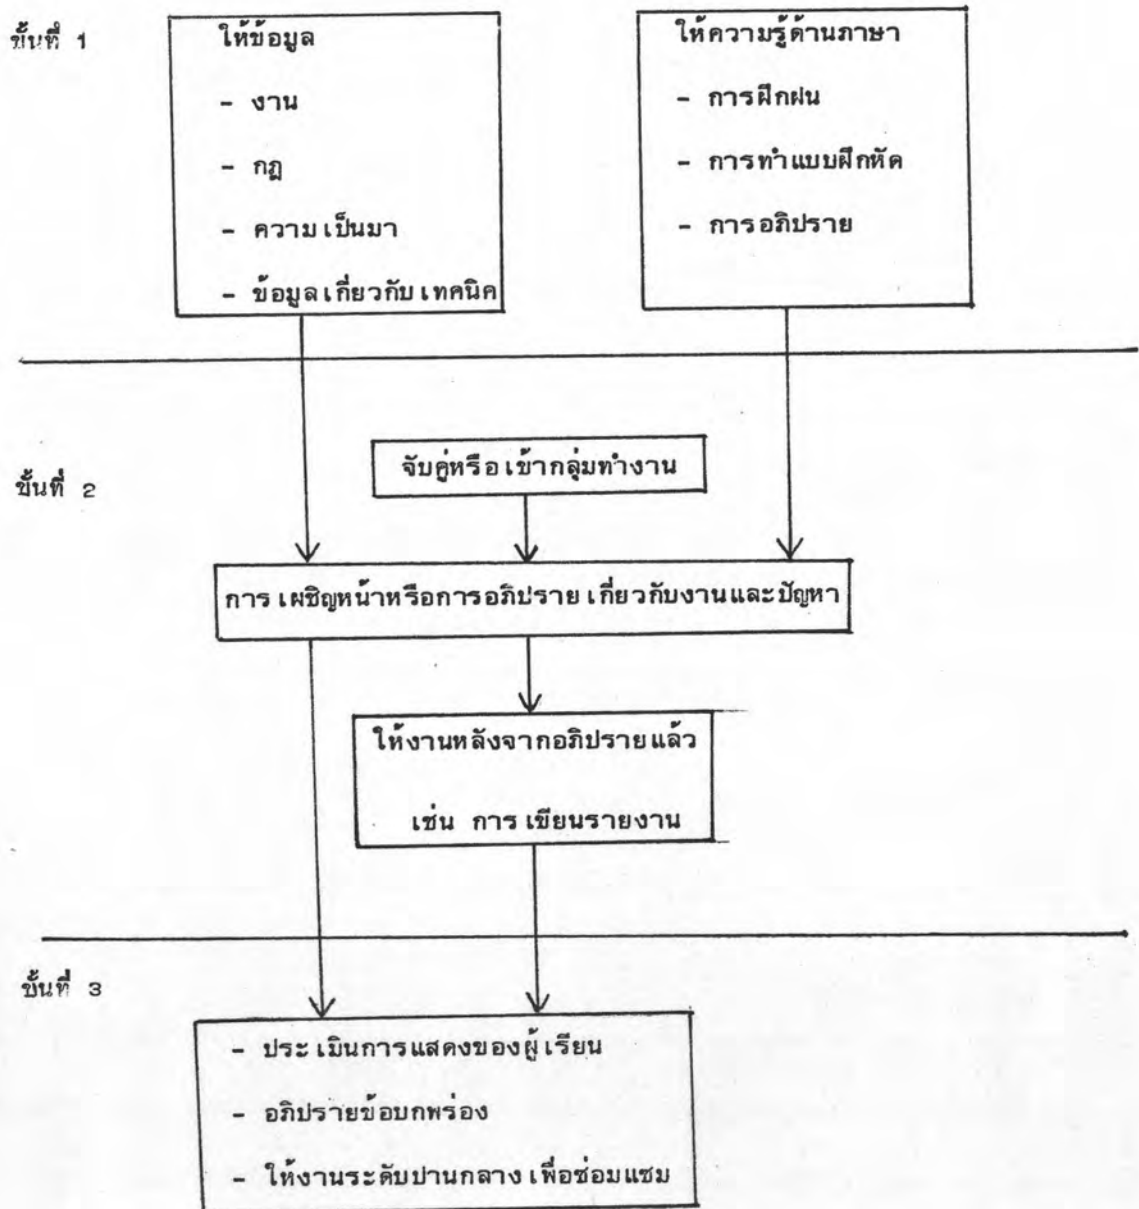 ขั้นที่ 1
ให้ข้อมูล
- งาน
- กฎ
- ความเป็นมา
- ข้อมูลเกี่ยวกับเทคนิค
ให้ความรู้ด้านภาษา
- การฝึกฝน
- การทำแบบฝึกหัด
- การอภิปราย
ขั้นที่ 2
จับคู่หรือเข้ากลุ่มทำงาน
การเผชิญหน้าหรือการอภิปรายเกี่ยวกับงานและปัญหา
ให้งานหลังจากอภิปรายแล้ว
เช่น การเขียนรายงาน
ขั้นที่ 3
- ประเมินการแสดงของผู้เรียน
- อภิปรายข้อบกพร่อง
- ให้งานระดับปานกลางเพื่อซ่อมแซม